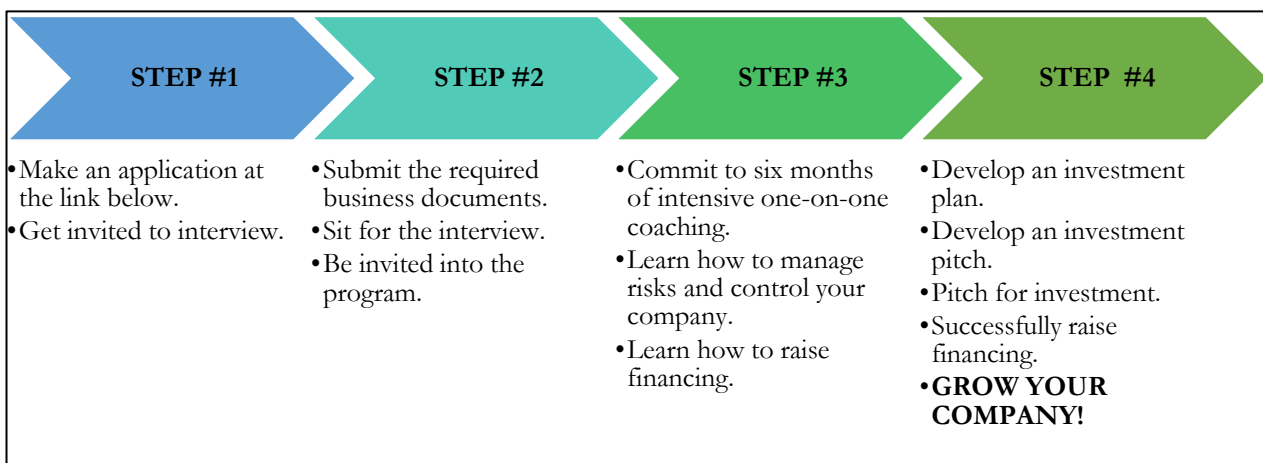 STEP #1
•Make an application at
the link below.
•Get invited to interview.
STEP #2
•Submit the required
business documents.
•Sit for the interview.
•Be invited into the
program.
STEP #3
•Commit to six months
of intensive one-on-one
coaching.
•Learn how to manage
risks and control your
company.
•Learn how to raise
financing.
STEP #4
•Develop an investment
plan.
•Develop an investment
pitch.
•Pitch for investment.
•Successfully raise
financing.
•GROW YOUR
COMPANY!